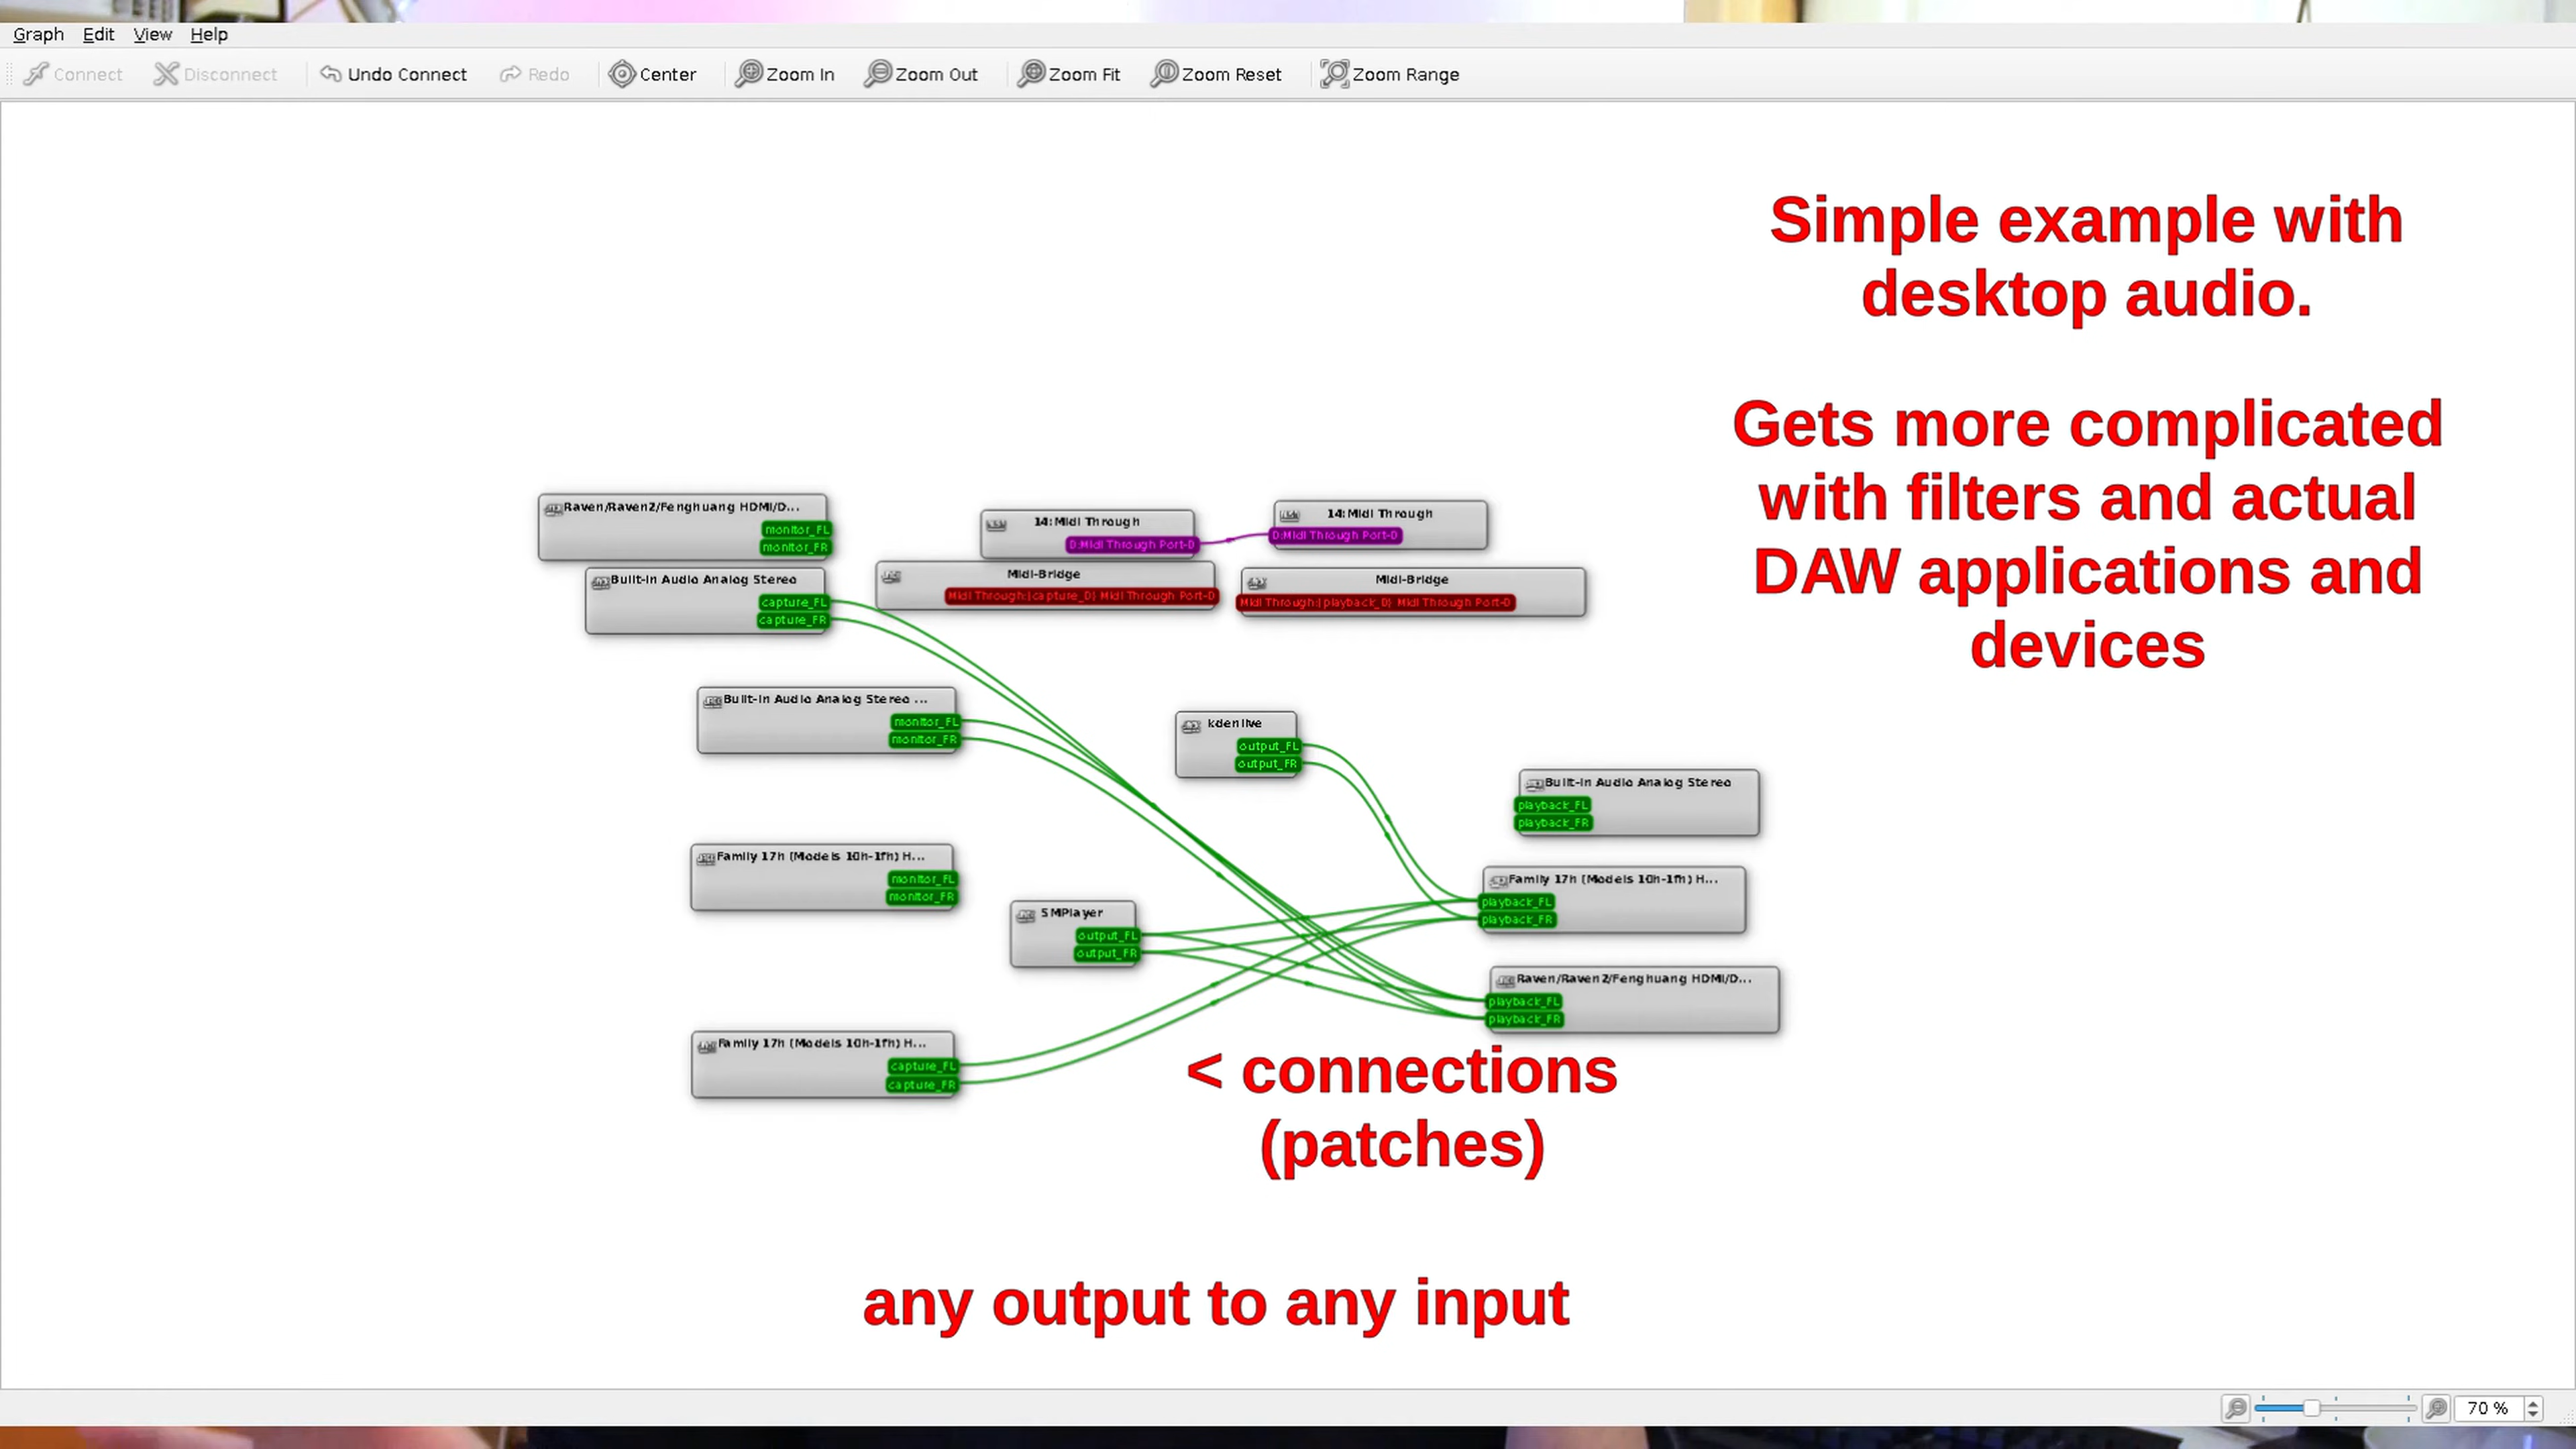 Graph Edit View Help
Connect Disconnect Undo Connect Redo Center Zoom In Zoom Out Zoom Fit Zoom Reset Zoom Range
Simple example with
desktop audio.
Gets more complicated
with filters and actual
DAW applications and
devices
Raven/Raven2/Fenghuang HDMI/D...
monitor_FL
monitor_FR
Built-in Audio Analog Stereo
capture_FL
capture_FR
14:Midi Through
0:Midi Through Port-0
14:Midi Through
0:Midi Through Port-0
Midi-Bridge
Midi Through:(capture_0) Midi Through Port-0
Midi-Bridge
Midi Through:(playback_0) Midi Through Port-0
Built-in Audio Analog Stereo ...
monitor_FL
monitor_FR
kdenlive
output_FL
output_FR
Built-in Audio Analog Stereo
playback_FL
playback_FR
Family 17h (Models 10h-1fh) H...
monitor_FL
monitor_FR
Family 17h (Models 10h-1fh) H...
playback_FL
playback_FR
SMPlayer
output_FL
output_FR
Raven/Raven2/Fenghuang HDMI/D...
playback_FL
playback_FR
Family 17h (Models 10h-1fh) H...
capture_FL
capture_FR
< connections
(patches)
any output to any input
70 %